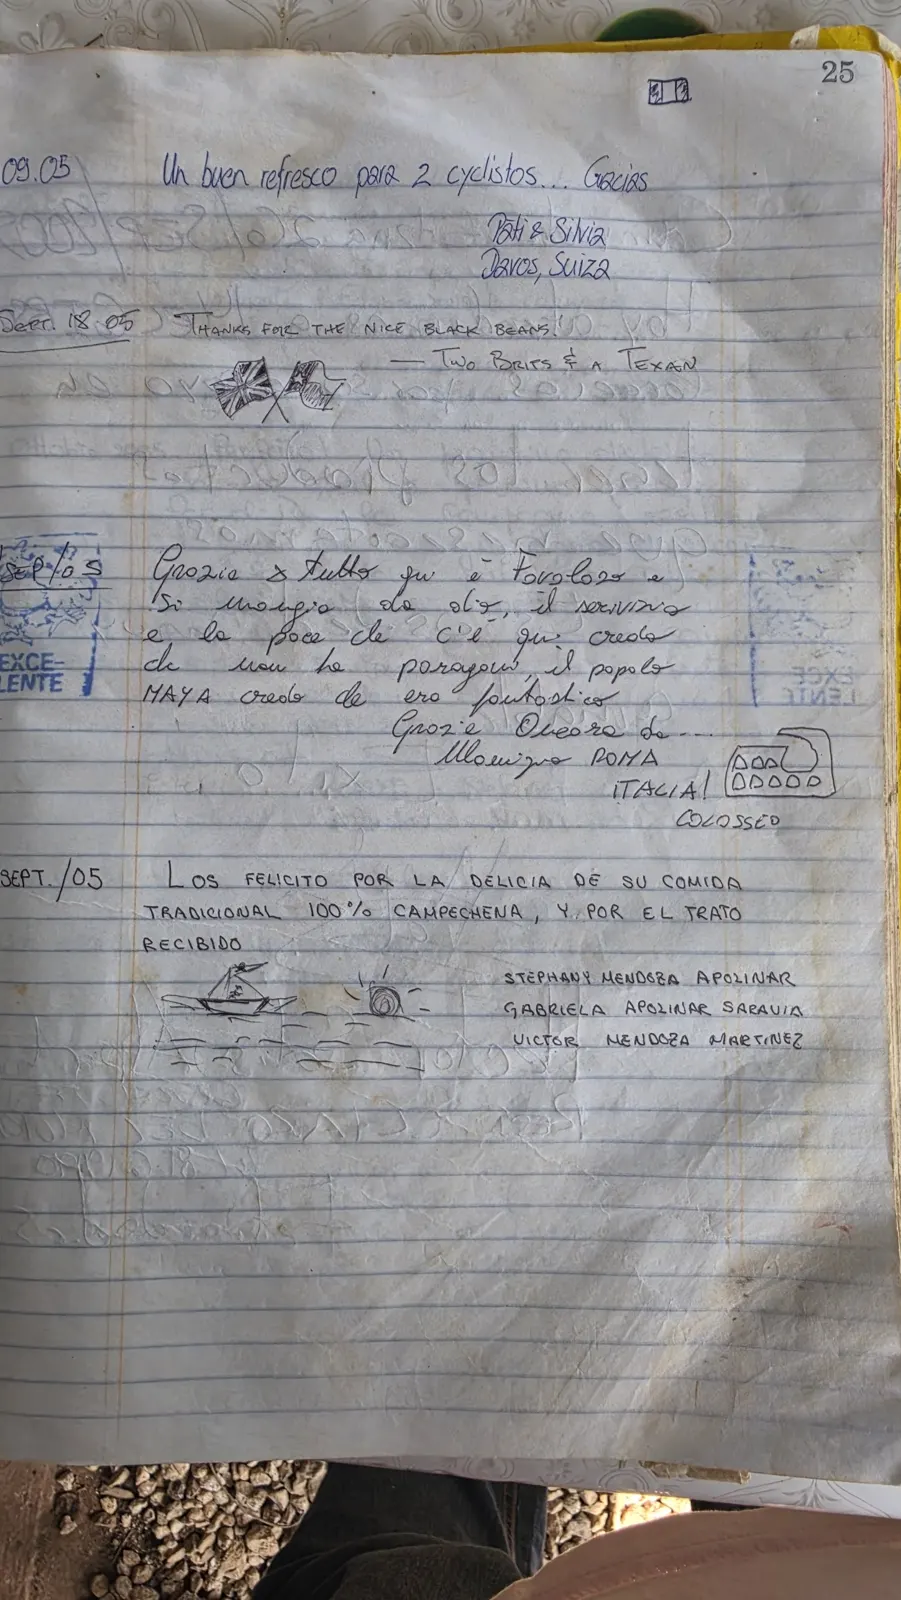 25
09.05 Un buen refresco para 2 cyclistos... Gracias
Pati & Silvia
Davos, Suiza
Sept. 18 05 THANKS FOR THE NICE BLACK BEANS!
— TWO BRITS & A TEXAN
SEP/05 Grazie x tutto qui è Favoloso e
si mangia da dio, il servizio
e la pace che c'è qui credo
che non ha paragoni, il popolo
MAYA credo che era fantastico
Grazie Ancora da...
ROMA
ITALIA!
COLOSSEO
EXCE-
LENTE
SEPT./05 LOS FELICITO POR LA DELICIA DE SU COMIDA
TRADICIONAL 100% CAMPECHENA, Y POR EL TRATO
RECIBIDO
STEPHANY MENDOZA APOLINAR
GABRIELA APOLINAR SARAVIA
VICTOR MENDOZA MARTINEZ